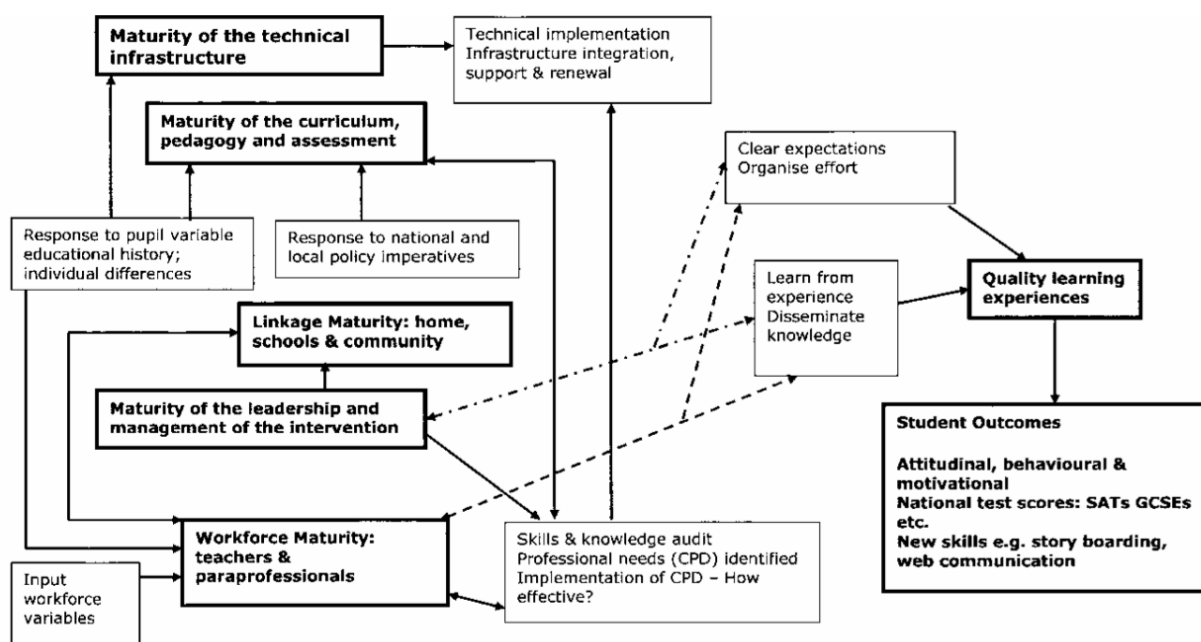 Maturity of the technical
infrastructure
Technical implementation
Infrastructure integration,
support & renewal
Maturity of the curriculum,
pedagogy and assessment
Clear expectations
Organise effort
Response to pupil variable
educational history;
individual differences
Response to national and
local policy imperatives
Learn from
experience
Disseminate
knowledge
Quality learning
experiences
Linkage Maturity: home,
schools & community
Maturity of the leadership and
management of the intervention
Student Outcomes
Attitudinal, behavioural &
motivational
National test scores: SATs GCSEs
etc.
New skills e.g. story boarding,
web communication
Workforce Maturity:
teachers &
paraprofessionals
Skills & knowledge audit
Professional needs (CPD) identified
Implementation of CPD – How
effective?
Input
workforce
variables